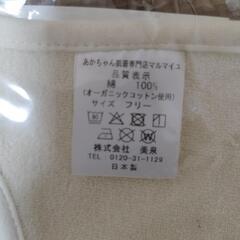 あかちゃん肌着専門店マルマイユ
品質表示
綿 100%
(オーガニックコットン使用)
サイズ フリー
株式会社 美泉
TEL 0120-31-1129
日本製